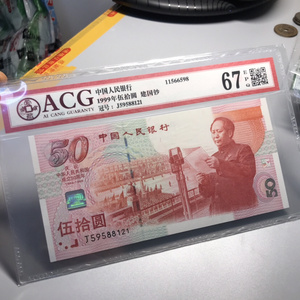 ACG
AI CANG GUARANTY
中国人民银行
1999年伍拾圆 建国钞
冠号：J59588121
11566598
67 EPQ
50
中国人民银行
伍拾圆
J59588121